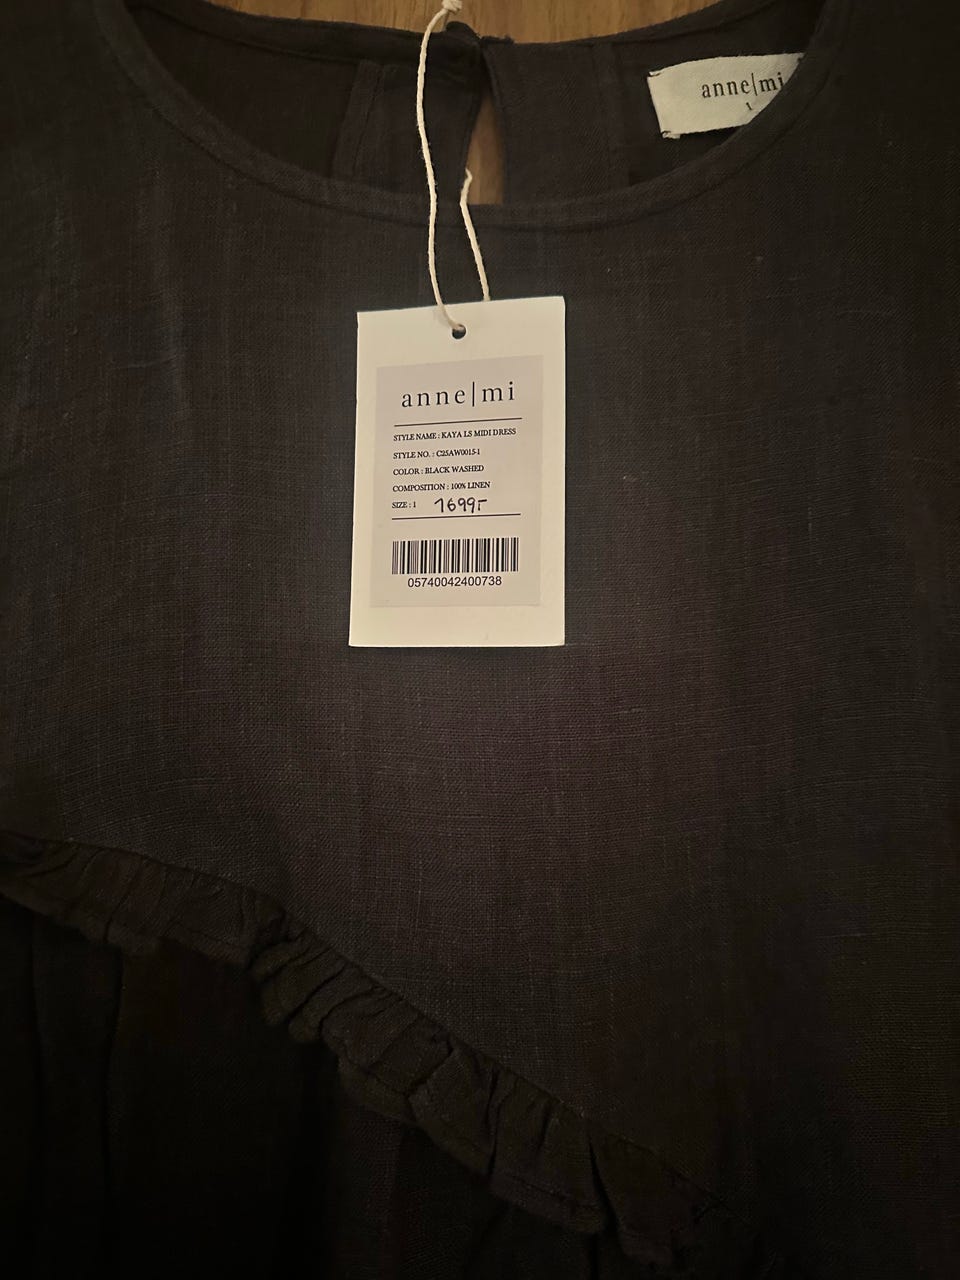 anne|mi
1
anne|mi
STYLE NAME : KAYA LS MIDI DRESS
STYLE NO. : C25AW0015-1
COLOR : BLACK WASHED
COMPOSITION : 100% LINEN
SIZE : 1 1699,-
05740042400738